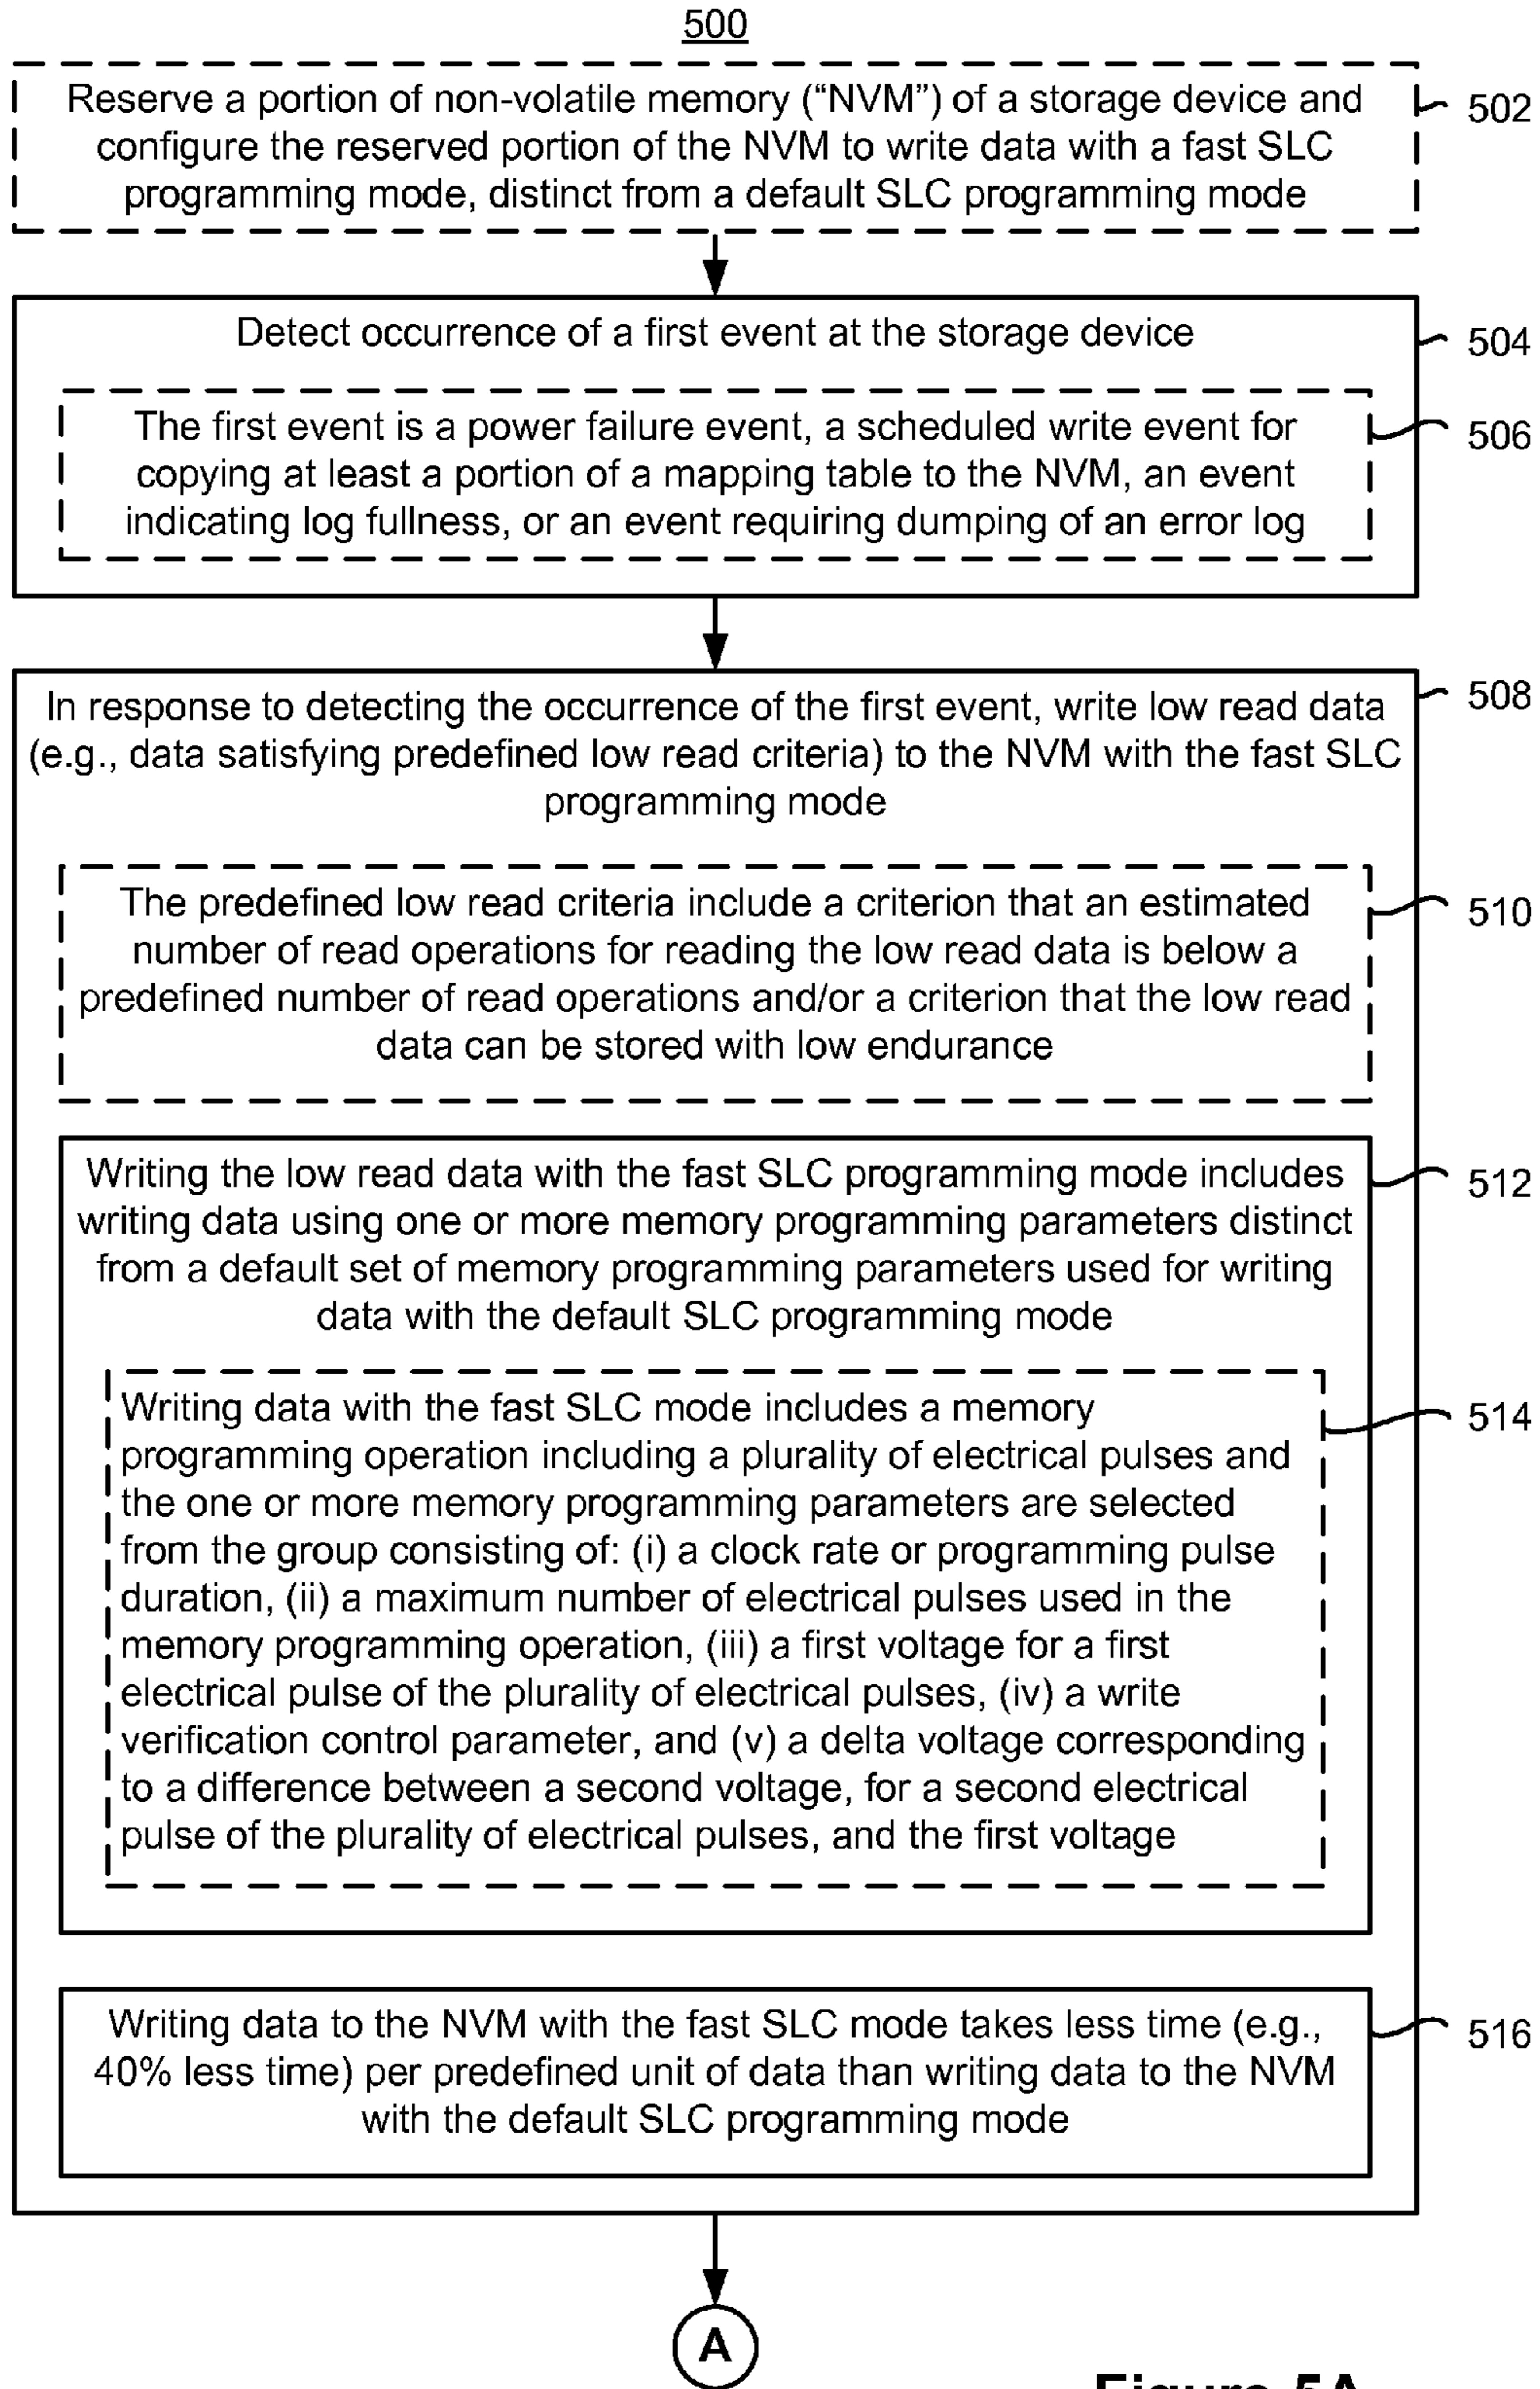 500
Reserve a portion of non-volatile memory (“NVM”) of a storage device and
configure the reserved portion of the NVM to write data with a fast SLC
programming mode, distinct from a default SLC programming mode
502
Detect occurrence of a first event at the storage device
504
The first event is a power failure event, a scheduled write event for
copying at least a portion of a mapping table to the NVM, an event
indicating log fullness, or an event requiring dumping of an error log
506
In response to detecting the occurrence of the first event, write low read data
(e.g., data satisfying predefined low read criteria) to the NVM with the fast SLC
programming mode
508
The predefined low read criteria include a criterion that an estimated
number of read operations for reading the low read data is below a
predefined number of read operations and/or a criterion that the low read
data can be stored with low endurance
510
Writing the low read data with the fast SLC programming mode includes
writing data using one or more memory programming parameters distinct
from a default set of memory programming parameters used for writing
data with the default SLC programming mode
512
Writing data with the fast SLC mode includes a memory
programming operation including a plurality of electrical pulses and
the one or more memory programming parameters are selected
from the group consisting of: (i) a clock rate or programming pulse
duration, (ii) a maximum number of electrical pulses used in the
memory programming operation, (iii) a first voltage for a first
electrical pulse of the plurality of electrical pulses, (iv) a write
verification control parameter, and (v) a delta voltage corresponding
to a difference between a second voltage, for a second electrical
pulse of the plurality of electrical pulses, and the first voltage
514
Writing data to the NVM with the fast SLC mode takes less time (e.g.,
40% less time) per predefined unit of data than writing data to the NVM
with the default SLC programming mode
516
A
Figure 5A